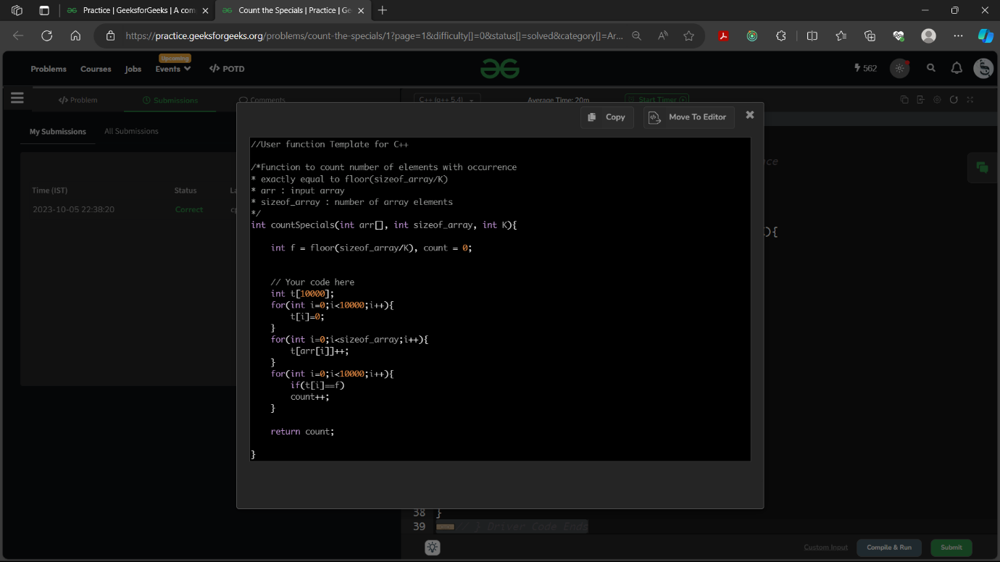 Practice | GeeksforGeeks | A com
Count the Specials | Practice | Ge
https://practice.geeksforgeeks.org/problems/count-the-specials/1?page=1&difficulty[]=0&status[]=solved&category[]=Ar...
Upcoming
Problems Courses Jobs Events </> POTD
562
</> Problem Submissions Comments
C++ (g++ 5.4) Average Time: 20m Start Timer
My Submissions All Submissions
Copy Move To Editor
Time (IST) Status
2023-10-05 22:38:20 Correct
//User function Template for C++
/*Function to count number of elements with occurrence
* exactly equal to floor(sizeof_array/K)
* arr : input array
* sizeof_array : number of array elements
*/
int countSpecials(int arr[], int sizeof_array, int K){
int f = floor(sizeof_array/K), count = 0;
// Your code here
int t[10000];
for(int i=0;i<10000;i++){
t[i]=0;
}
for(int i=0;i<sizeof_array;i++){
t[arr[i]]++;
}
for(int i=0;i<10000;i++){
if(t[i]==f)
count++;
}
return count;
}
){
38 }
39 // } Driver Code Ends
Custom Input Compile & Run Submit